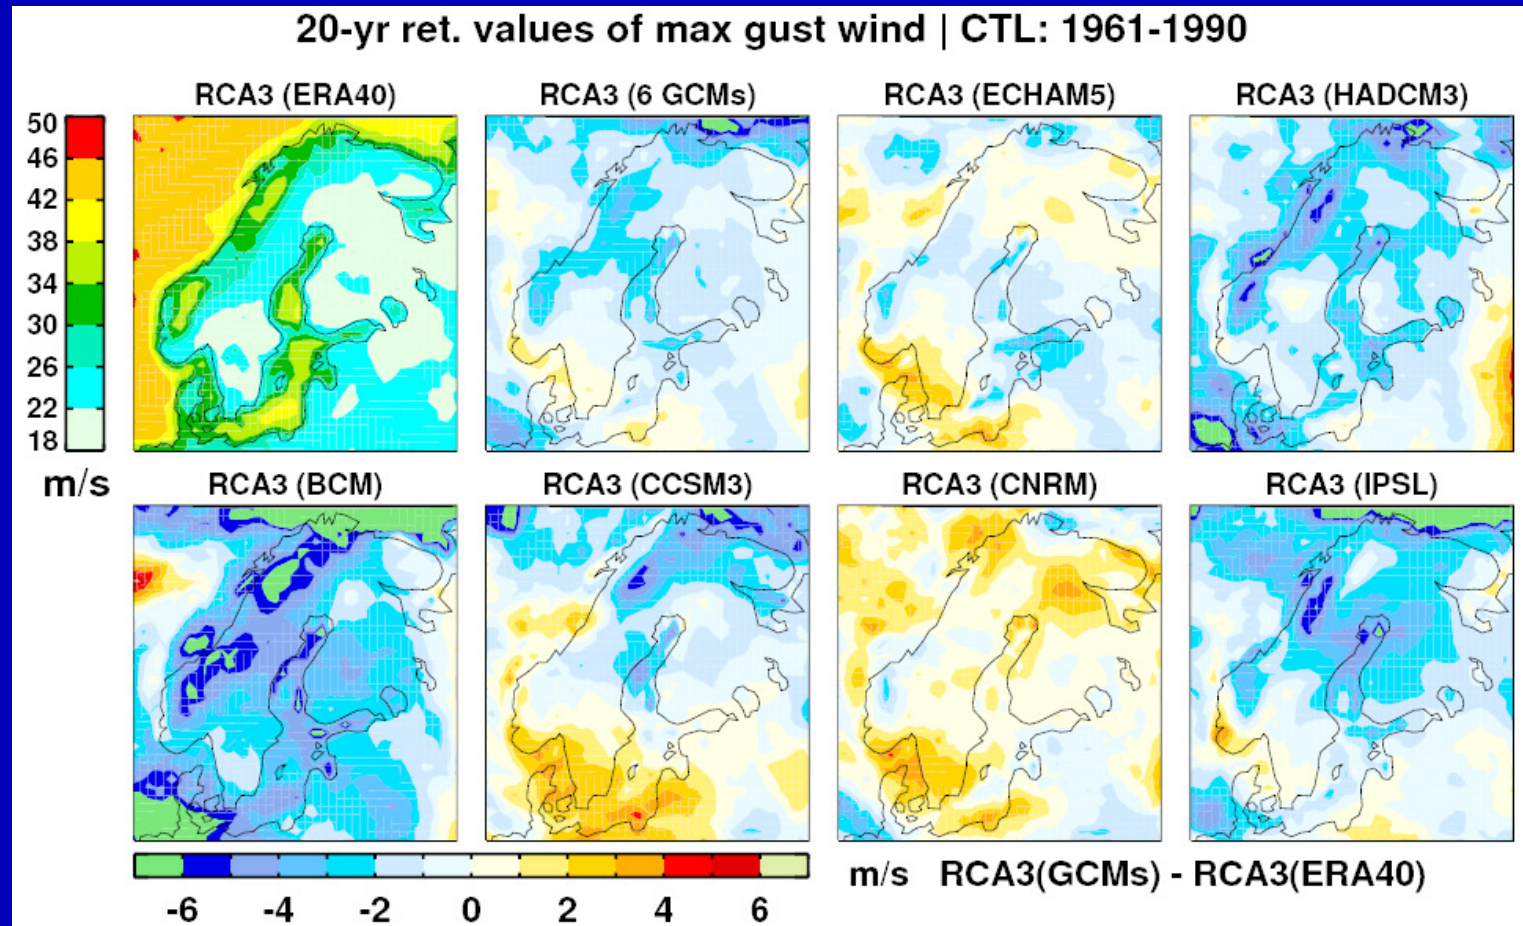 20-yr ret. values of max gust wind | CTL: 1961-1990
RCA3 (ERA40)
RCA3 (6 GCMs)
RCA3 (ECHAM5)
RCA3 (HADCM3)
50
46
42
38
34
30
26
22
18
m/s
RCA3 (BCM)
RCA3 (CCSM3)
RCA3 (CNRM)
RCA3 (IPSL)
-6 -4 -2 0 2 4 6
m/s RCA3(GCMs) - RCA3(ERA40)